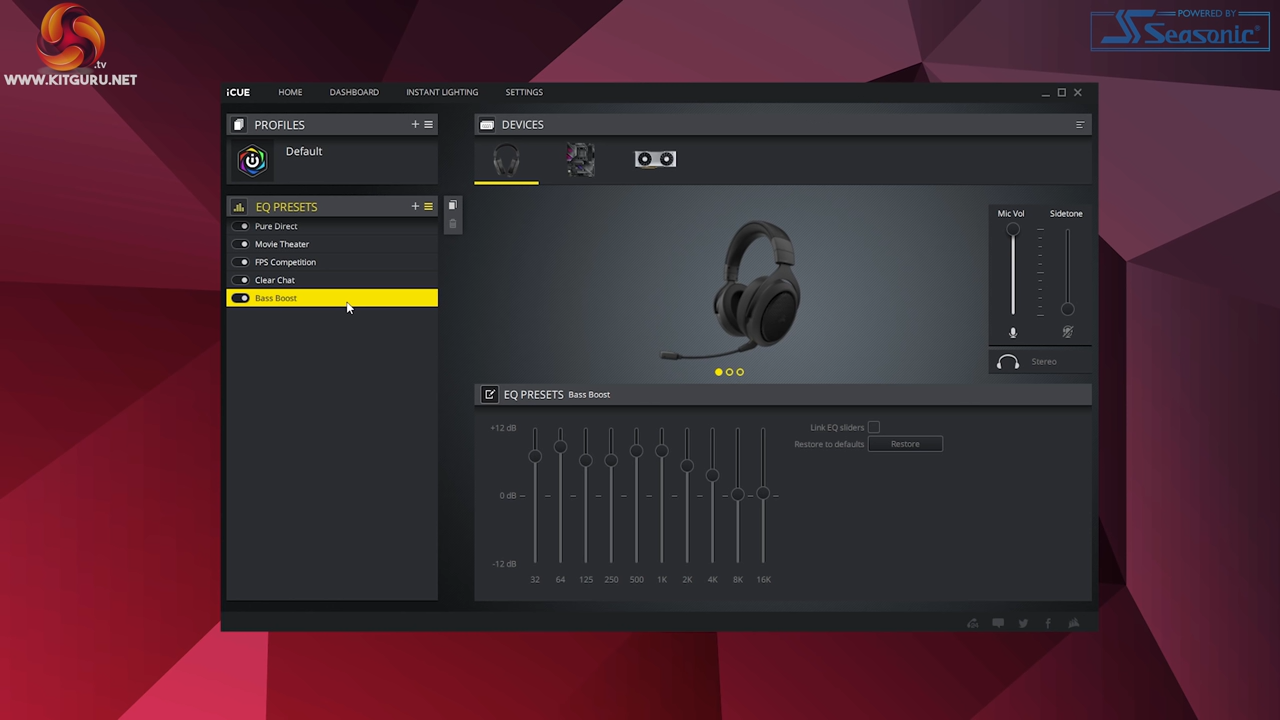 .tv
WWW.KITGURU.NET
POWERED BY
Seasonic
iCUE HOME DASHBOARD INSTANT LIGHTING SETTINGS
PROFILES
Default
EQ PRESETS
Pure Direct
Movie Theater
FPS Competition
Clear Chat
Bass Boost
DEVICES
Mic Vol Sidetone
Stereo
EQ PRESETS Bass Boost
+12 dB
0 dB
-12 dB
32 64 125 250 500 1K 2K 4K 8K 16K
Link EQ sliders
Restore to defaults Restore